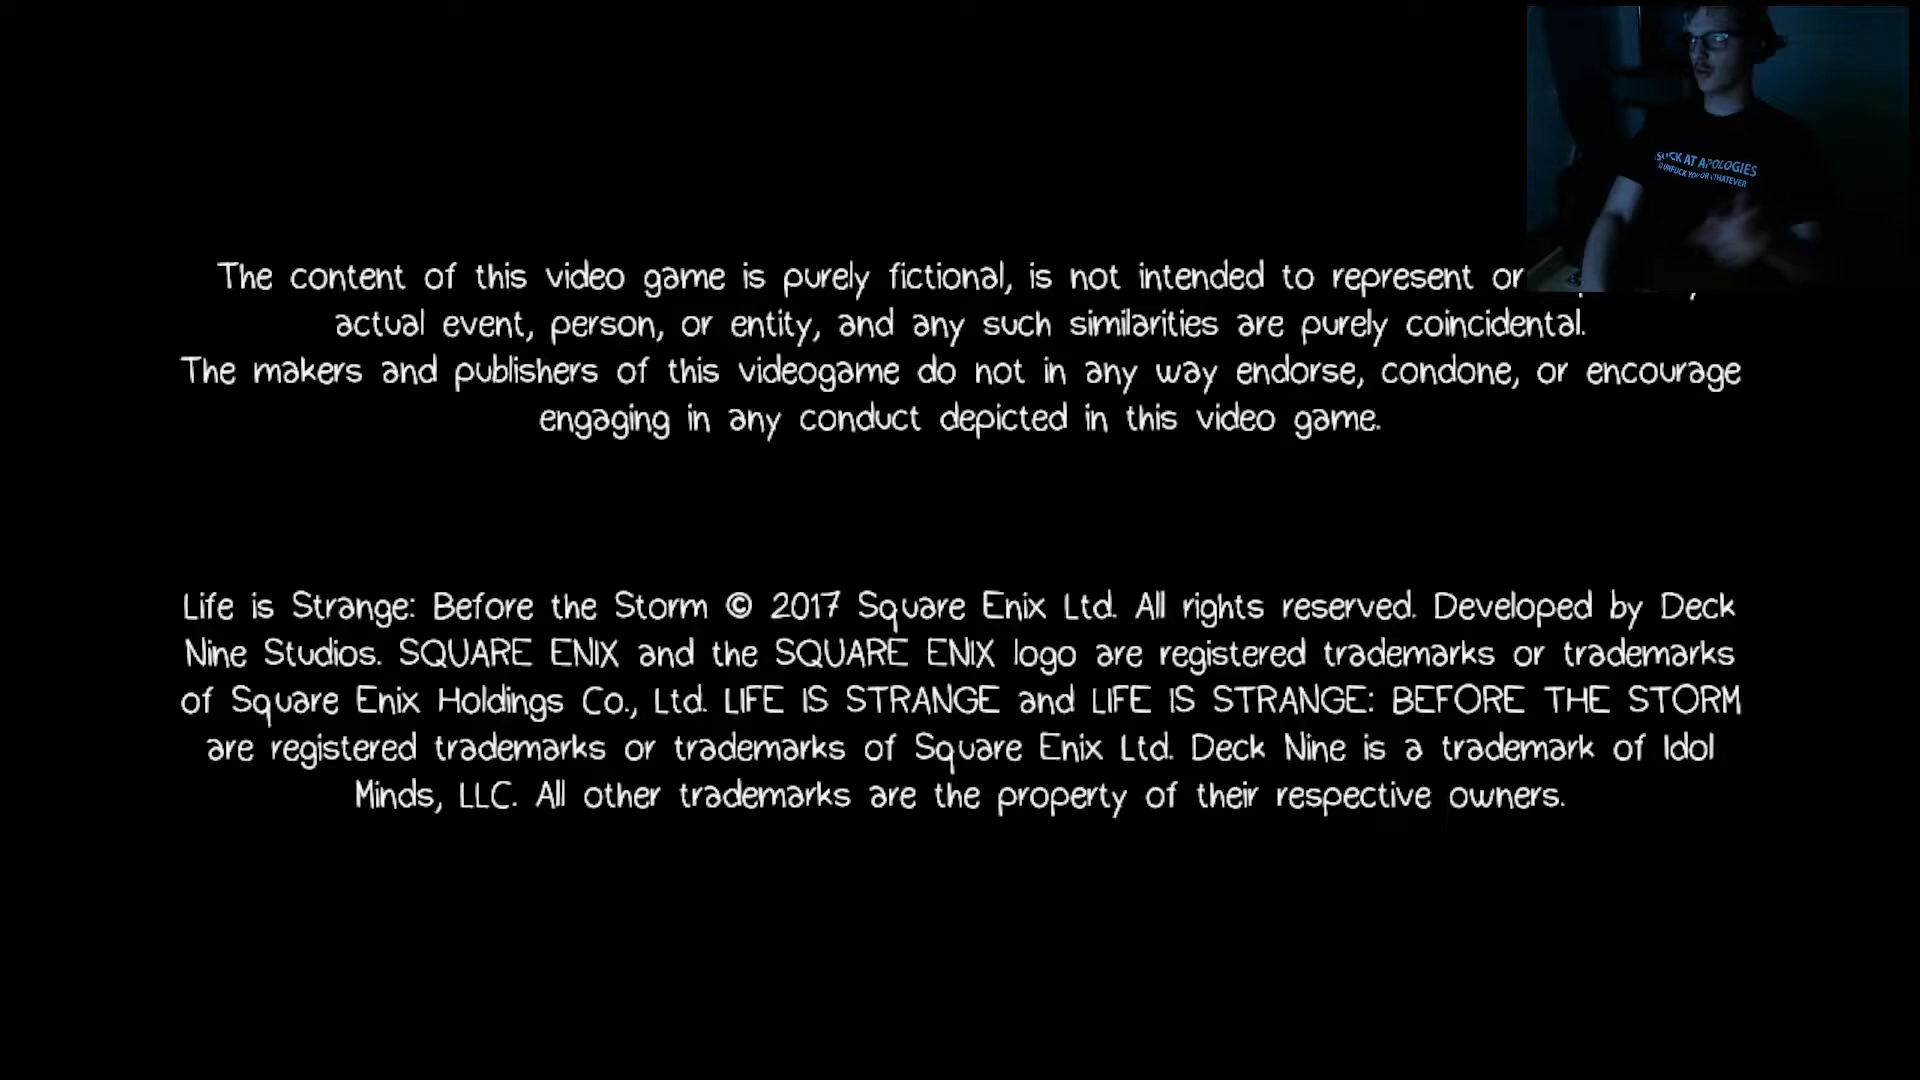 SUCK AT APOLOGIES
The content of this video game is purely fictional, is not intended to represent or
actual event, person, or entity, and any such similarities are purely coincidental.
The makers and publishers of this videogame do not in any way endorse, condone, or encourage
engaging in any conduct depicted in this video game.
Life is Strange: Before the Storm © 2017 Square Enix Ltd. All rights reserved. Developed by Deck
Nine Studios. SQUARE ENIX and the SQUARE ENIX logo are registered trademarks or trademarks
of Square Enix Holdings Co., Ltd. LIFE IS STRANGE and LIFE IS STRANGE: BEFORE THE STORM
are registered trademarks or trademarks of Square Enix Ltd. Deck Nine is a trademark of Idol
Minds, LLC. All other trademarks are the property of their respective owners.